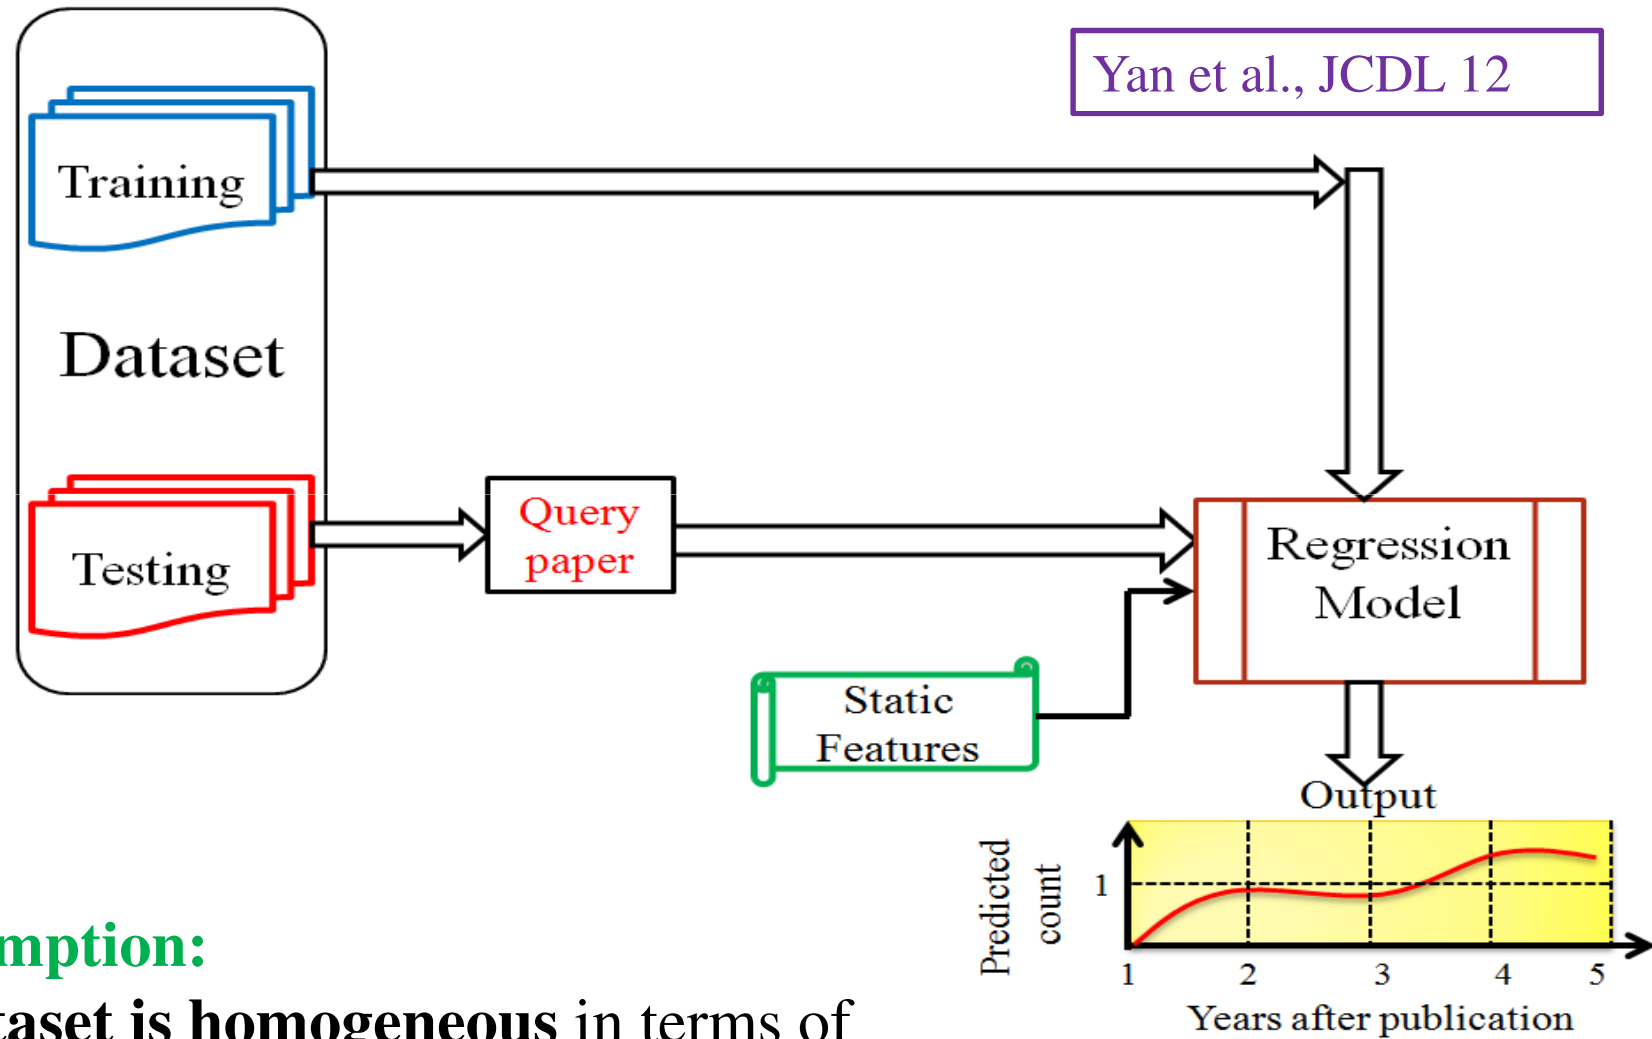 Yan et al., JCDL 12
Training
Dataset
Testing
Query
paper
Regression
Model
Static
Features
Output
Predicted
count
1
1 2 3 4 5
Years after publication
mption:
taset is homogeneous in terms of